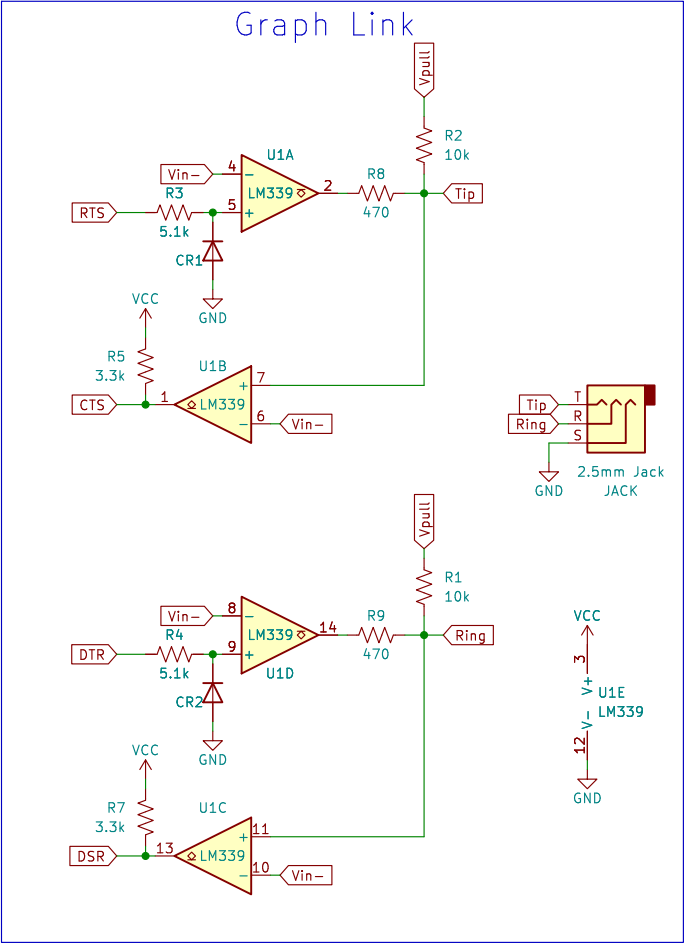 Graph Link
Vpull
R2
10k
U1A
Vin-
4
−
LM339
2
R8
470
Tip
R3
RTS
5
+
5.1k
CR1
GND
VCC
R5
3.3k
U1B
7
+
CTS
1
LM339
6
−
Vin-
Tip
T
Ring
R
S
GND
2.5mm Jack
JACK
Vpull
R1
10k
Vin-
8
−
LM339
14
R9
470
Ring
R4
DTR
9
+
5.1k
U1D
CR2
GND
VCC
3
V+
U1E
LM339
V-
12
GND
VCC
R7
3.3k
U1C
11
+
DSR
13
LM339
10
−
Vin-